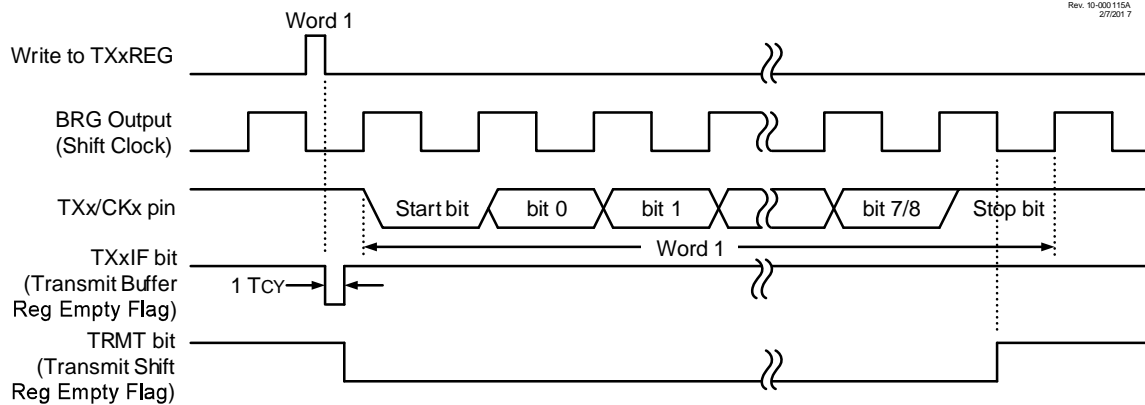 Rev. 10-000115A
2/7/2017
Word 1
Write to TXxREG
BRG Output
(Shift Clock)
TXx/CKx pin
Start bit
bit 0
bit 1
bit 7/8
Stop bit
Word 1
TXxIF bit
(Transmit Buffer
Reg Empty Flag)
1 TCY
TRMT bit
(Transmit Shift
Reg Empty Flag)